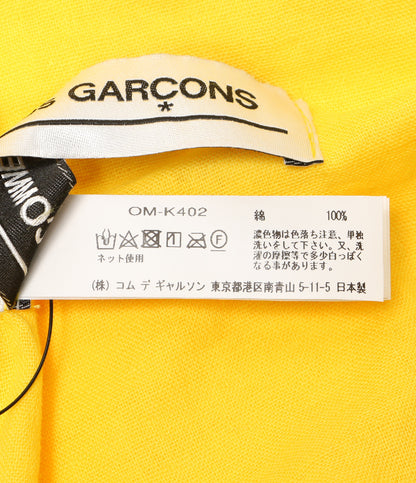 GARCONS
*
OM-K402
綿 100%
濃色物は色落ち注意、単独
洗いをして下さい。又、洗
濯の摩擦等で多少白っぽく
なる事があります。
F
ネット使用
(株) コム デ ギャルソン 東京都港区南青山 5-11-5 日本製